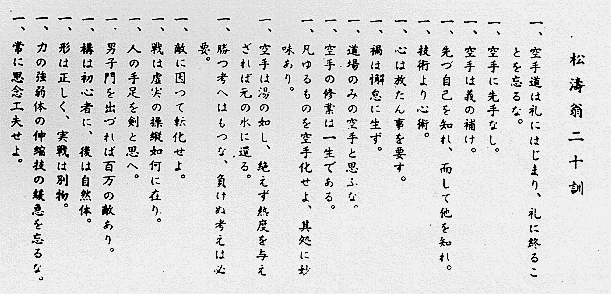 松濤翁二十訓
一、空手道は礼にはじまり、礼に終るこ
とを忘るな。
一、空手に先手なし。
一、空手は義の補け。
一、先づ自己を知れ、而して他を知れ。
一、技術より心術。
一、心は放たん事を要す。
一、禍は懈怠に生ず。
一、道場のみの空手と思ふな。
一、空手の修業は一生である。
一、凡ゆるものを空手化せよ、其処に妙
味あり。
一、空手は湯の如し、絶えず熱度を与え
ざれば元の水に還る。
一、勝つ考へはもつな、負けぬ考えは必
要。
一、敵に因つて転化せよ。
一、戦は虚実の操縦如何に在り。
一、人の手足を剣と思へ。
一、男子門を出づれば百万の敵あり。
一、構は初心者に、後は自然体。
一、形は正しく、実戦は別物。
一、力の強弱体の伸縮技の緩急を忘るな。
一、常に思念工夫せよ。